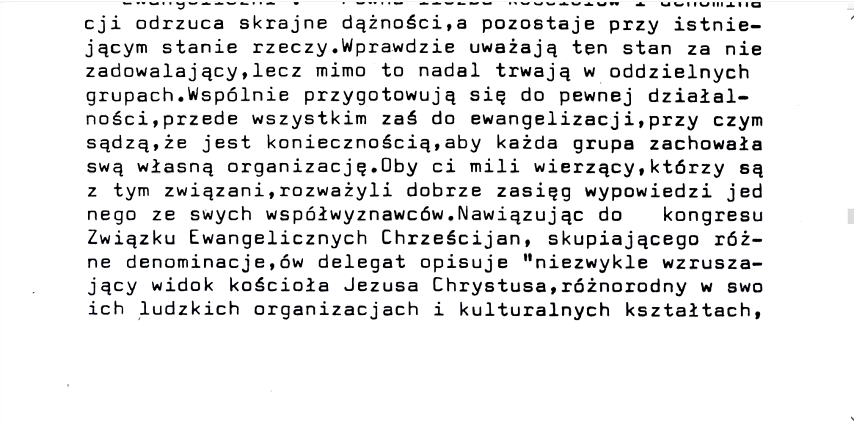 cji odrzuca skrajne dążności,a pozostaje przy istnie-
jącym stanie rzeczy.Wprawdzie uważają ten stan za nie
zadowalający,lecz mimo to nadal trwają w oddzielnych
grupach.Wspólnie przygotowują się do pewnej działal-
ności,przede wszystkim zaś do ewangelizacji,przy czym
sądzą,że jest koniecznością,aby każda grupa zachowała
swą własną organizację.Oby ci mili wierzący,którzy są
z tym związani,rozważyli dobrze zasięg wypowiedzi jed
nego ze swych współwyznawców.Nawiązując do   kongresu
Związku Ewangelicznych Chrześcijan, skupiającego róż-
ne denominacje,ów delegat opisuje "niezwykle wzrusza-
jący widok kościoła Jezusa Chrystusa,różnorodny w swo
ich ludzkich organizacjach i kulturalnych kształtach,